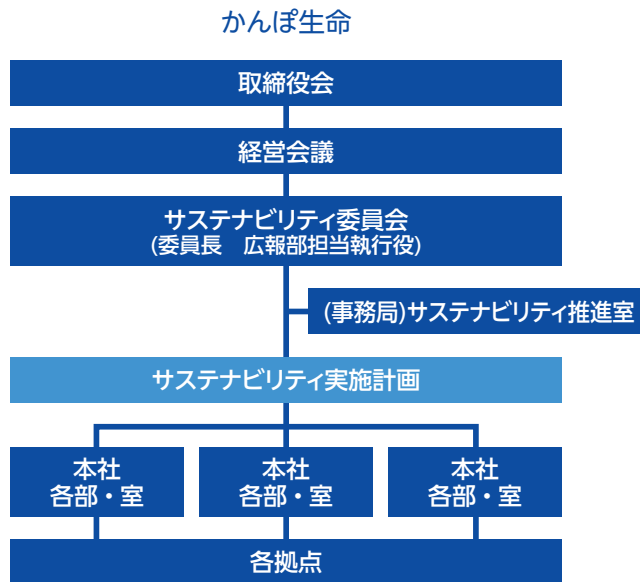 かんぽ生命
取締役会
経営会議
サステナビリティ委員会
(委員長　広報部担当執行役)
(事務局)サステナビリティ推進室
サステナビリティ実施計画
本社
各部・室
本社
各部・室
本社
各部・室
各拠点